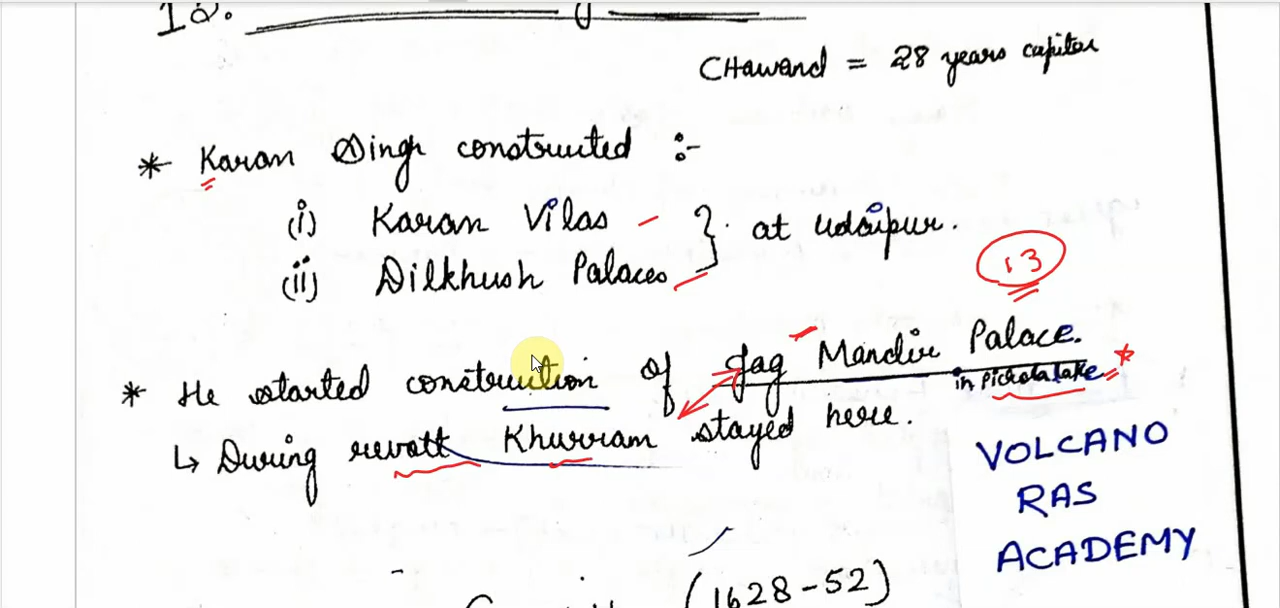 18.
CHawand = 28 years capital
* Karan Singh constructed :-
(i) Karan Vilas
(ii) Dilkhush Palaces } at Udaipur.
13
* He started construction of Jag Mandir Palace.
in Pichola lake *
↳ During revolt Khurram stayed here.
VOLCANO
RAS
ACADEMY
(1628-52)